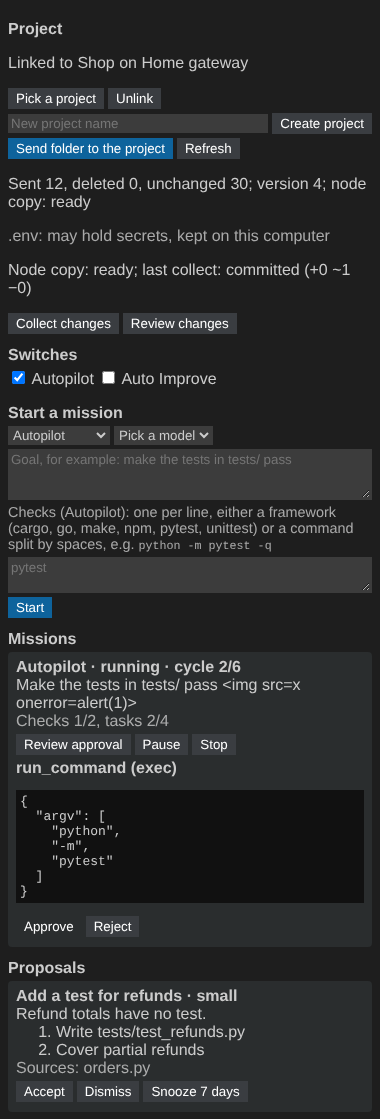 Project
Linked to Shop on Home gateway
Pick a project Unlink
New project name Create project
Send folder to the project Refresh
Sent 12, deleted 0, unchanged 30; version 4; node
copy: ready
.env: may hold secrets, kept on this computer
Node copy: ready; last collect: committed (+0 ~1
−0)
Collect changes Review changes
Switches
Autopilot Auto Improve
Start a mission
Autopilot Pick a model
Goal, for example: make the tests in tests/ pass
Checks (Autopilot): one per line, either a framework
(cargo, go, make, npm, pytest, unittest) or a command
split by spaces, e.g. python -m pytest -q
pytest
Start
Missions
Autopilot · running · cycle 2/6
Make the tests in tests/ pass <img src=x
onerror=alert(1)>
Checks 1/2, tasks 2/4
Review approval Pause Stop
run_command (exec)
{
"argv": [
"python",
"-m",
"pytest"
]
}
Approve Reject
Proposals
Add a test for refunds · small
Refund totals have no test.
1. Write tests/test_refunds.py
2. Cover partial refunds
Sources: orders.py
Accept Dismiss Snooze 7 days